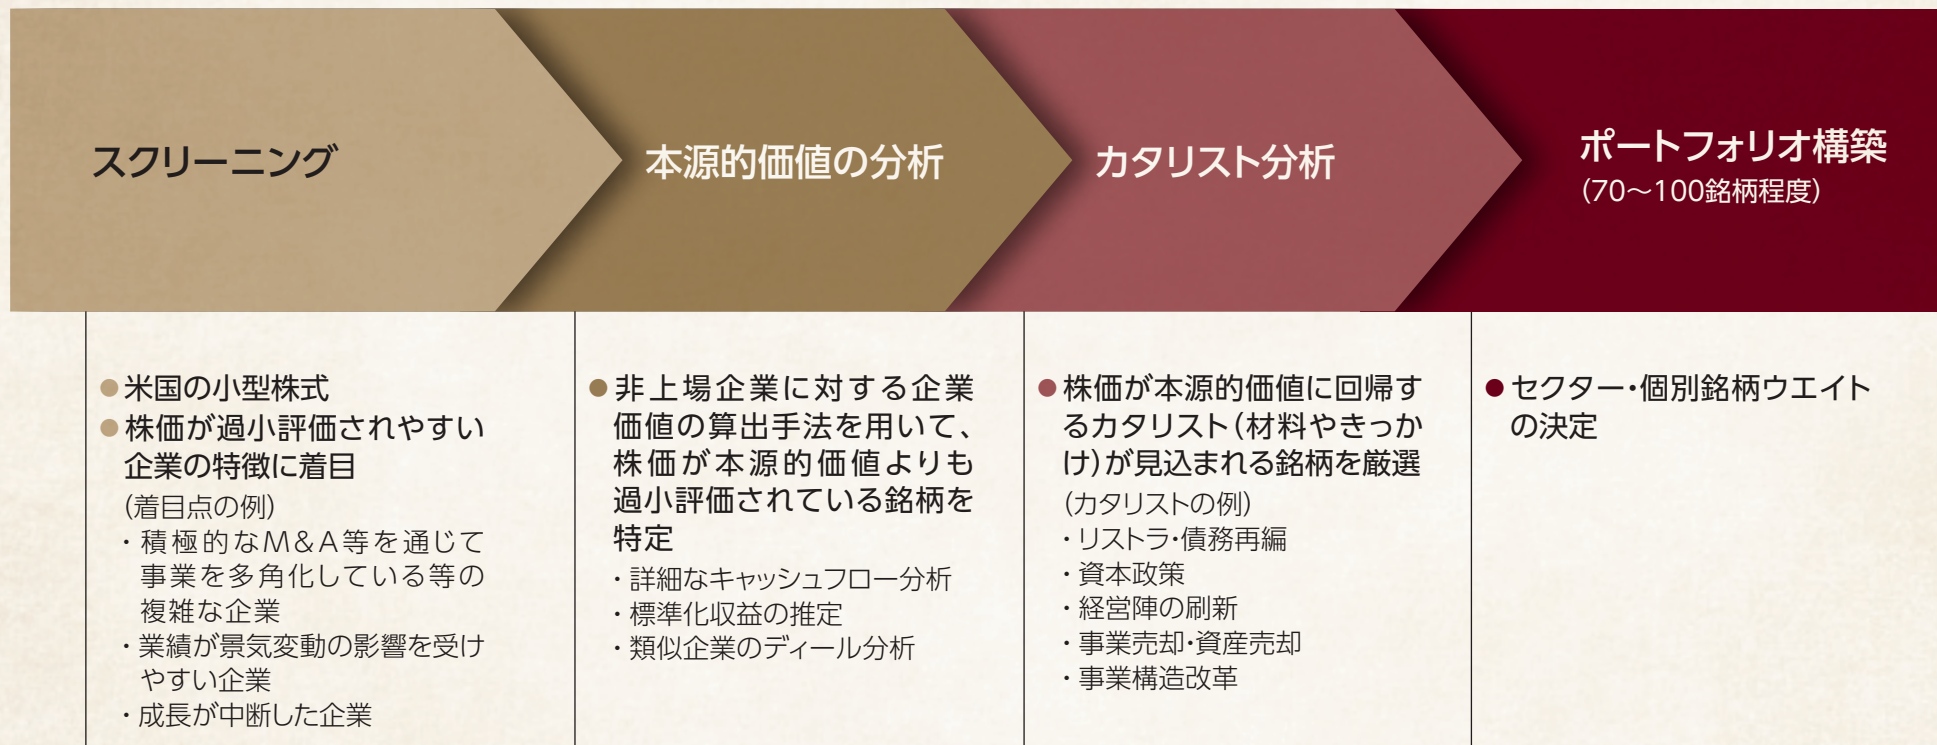 スクリーニング
本源的価値の分析
カタリスト分析
ポートフォリオ構築
(70〜100銘柄程度)
●米国の小型株式
●株価が過小評価されやすい
企業の特徴に着目
(着目点の例)
・積極的なM&A等を通じて
事業を多角化している等の
複雑な企業
・業績が景気変動の影響を受け
やすい企業
・成長が中断した企業
●非上場企業に対する企業
価値の算出手法を用いて、
株価が本源的価値よりも
過小評価されている銘柄を
特定
・詳細なキャッシュフロー分析
・標準化収益の推定
・類似企業のディール分析
●株価が本源的価値に回帰す
るカタリスト(材料やきっか
け)が見込まれる銘柄を厳選
(カタリストの例)
・リストラ・債務再編
・資本政策
・経営陣の刷新
・事業売却・資産売却
・事業構造改革
●セクター・個別銘柄ウエイト
の決定